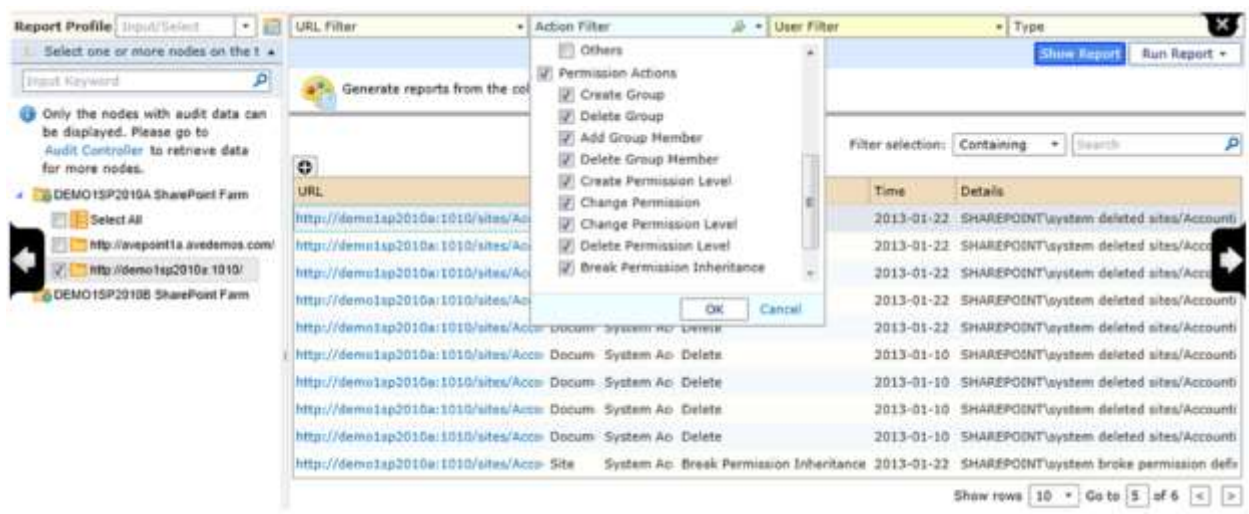 Report Profile Input/Select
URL Filter
Action Filter
User Filter
Type
X
Select one or more nodes on the t
Show Report
Run Report
Input Keyword
Generate reports from the col
Only the nodes with audit data can
be displayed. Please go to
Audit Controller to retrieve data
for more nodes.
DEMO1SP2010A SharePoint Farm
Select All
http://avepoint1a.avedemos.com/
http://demo1sp2010a:1010/
DEMO1SP2010B SharePoint Farm
Others
Permission Actions
Create Group
Delete Group
Add Group Member
Delete Group Member
Create Permission Level
Change Permission
Change Permission Level
Delete Permission Level
Break Permission Inheritance
OK Cancel
Filter selection: Containing Search
URL Time Details
http://demo1sp2010a:1010/sites/Acc 2013-01-22 SHAREPOINT\system deleted sites/Accounti
http://demo1sp2010a:1010/sites/Acc 2013-01-22 SHAREPOINT\system deleted sites/Acco
http://demo1sp2010a:1010/sites/Acc 2013-01-22 SHAREPOINT\system deleted sites/Acc
http://demo1sp2010a:1010/sites/Acc 2013-01-22 SHAREPOINT\system deleted sites/Accounti
http://demo1sp2010a:1010/sites/Acco Docum System Ac Delete 2013-01-22 SHAREPOINT\system deleted sites/Accounti
http://demo1sp2010a:1010/sites/Acco Docum System Ac Delete 2013-01-10 SHAREPOINT\system deleted sites/Accounti
http://demo1sp2010a:1010/sites/Acco Docum System Ac Delete 2013-01-10 SHAREPOINT\system deleted sites/Accounti
http://demo1sp2010a:1010/sites/Acco Docum System Ac Delete 2013-01-10 SHAREPOINT\system deleted sites/Accounti
http://demo1sp2010a:1010/sites/Acco Docum System Ac Delete 2013-01-10 SHAREPOINT\system deleted sites/Accounti
http://demo1sp2010a:1010/sites/Acco Site System Ac Break Permission Inheritance 2013-01-22 SHAREPOINT\system broke permission defi
Show rows 10 Go to 5 of 6 < >